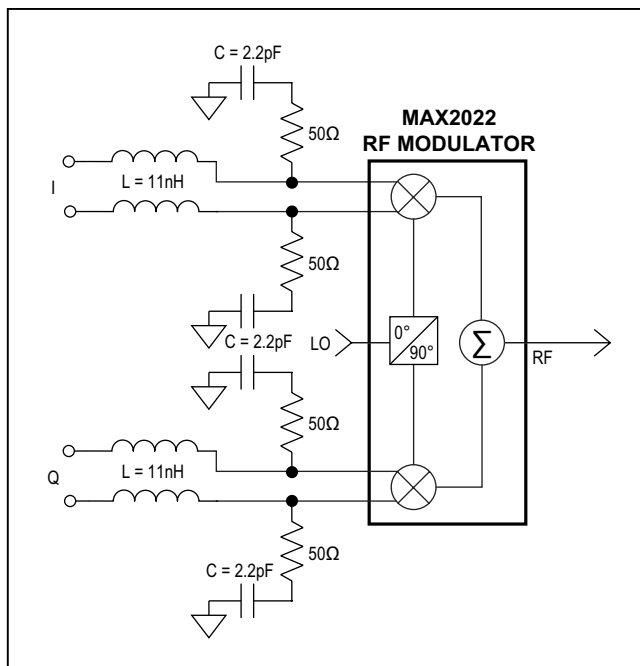 C = 2.2pF
50Ω
MAX2022
RF MODULATOR
L = 11nH
I
50Ω
C = 2.2pF
LO
0°
90°
Σ
RF
50Ω
L = 11nH
Q
50Ω
C = 2.2pF